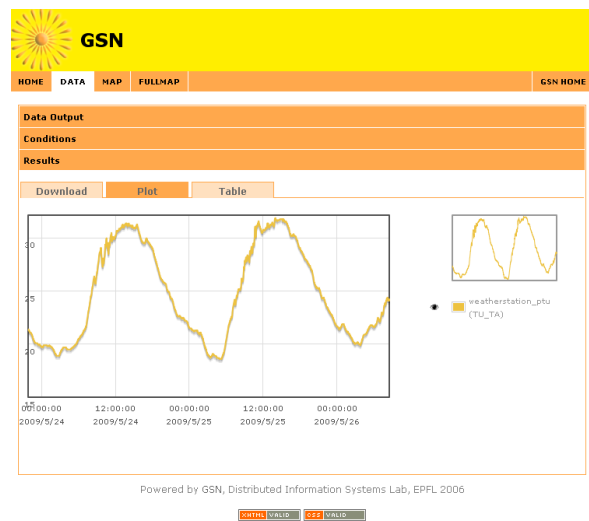 GSN
HOME DATA MAP FULLMAP GSN HOME
Data Output
Conditions
Results
Download Plot Table
30
25
20
15
weatherstation_ptu
(TU_TA)
00:00:00 12:00:00 00:00:00 12:00:00 00:00:00
2009/5/24 2009/5/24 2009/5/25 2009/5/25 2009/5/26
Powered by GSN, Distributed Information Systems Lab, EPFL 2006
XHTML VALID CSS VALID